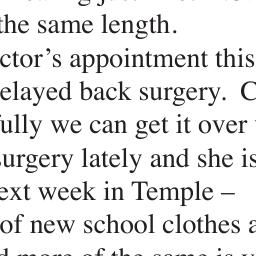 the same length.
ctor's appointment this
elayed back surgery. C
fully we can get it over
surgery lately and she is
ext week in Temple –
of new school clothes a
d more of the same is